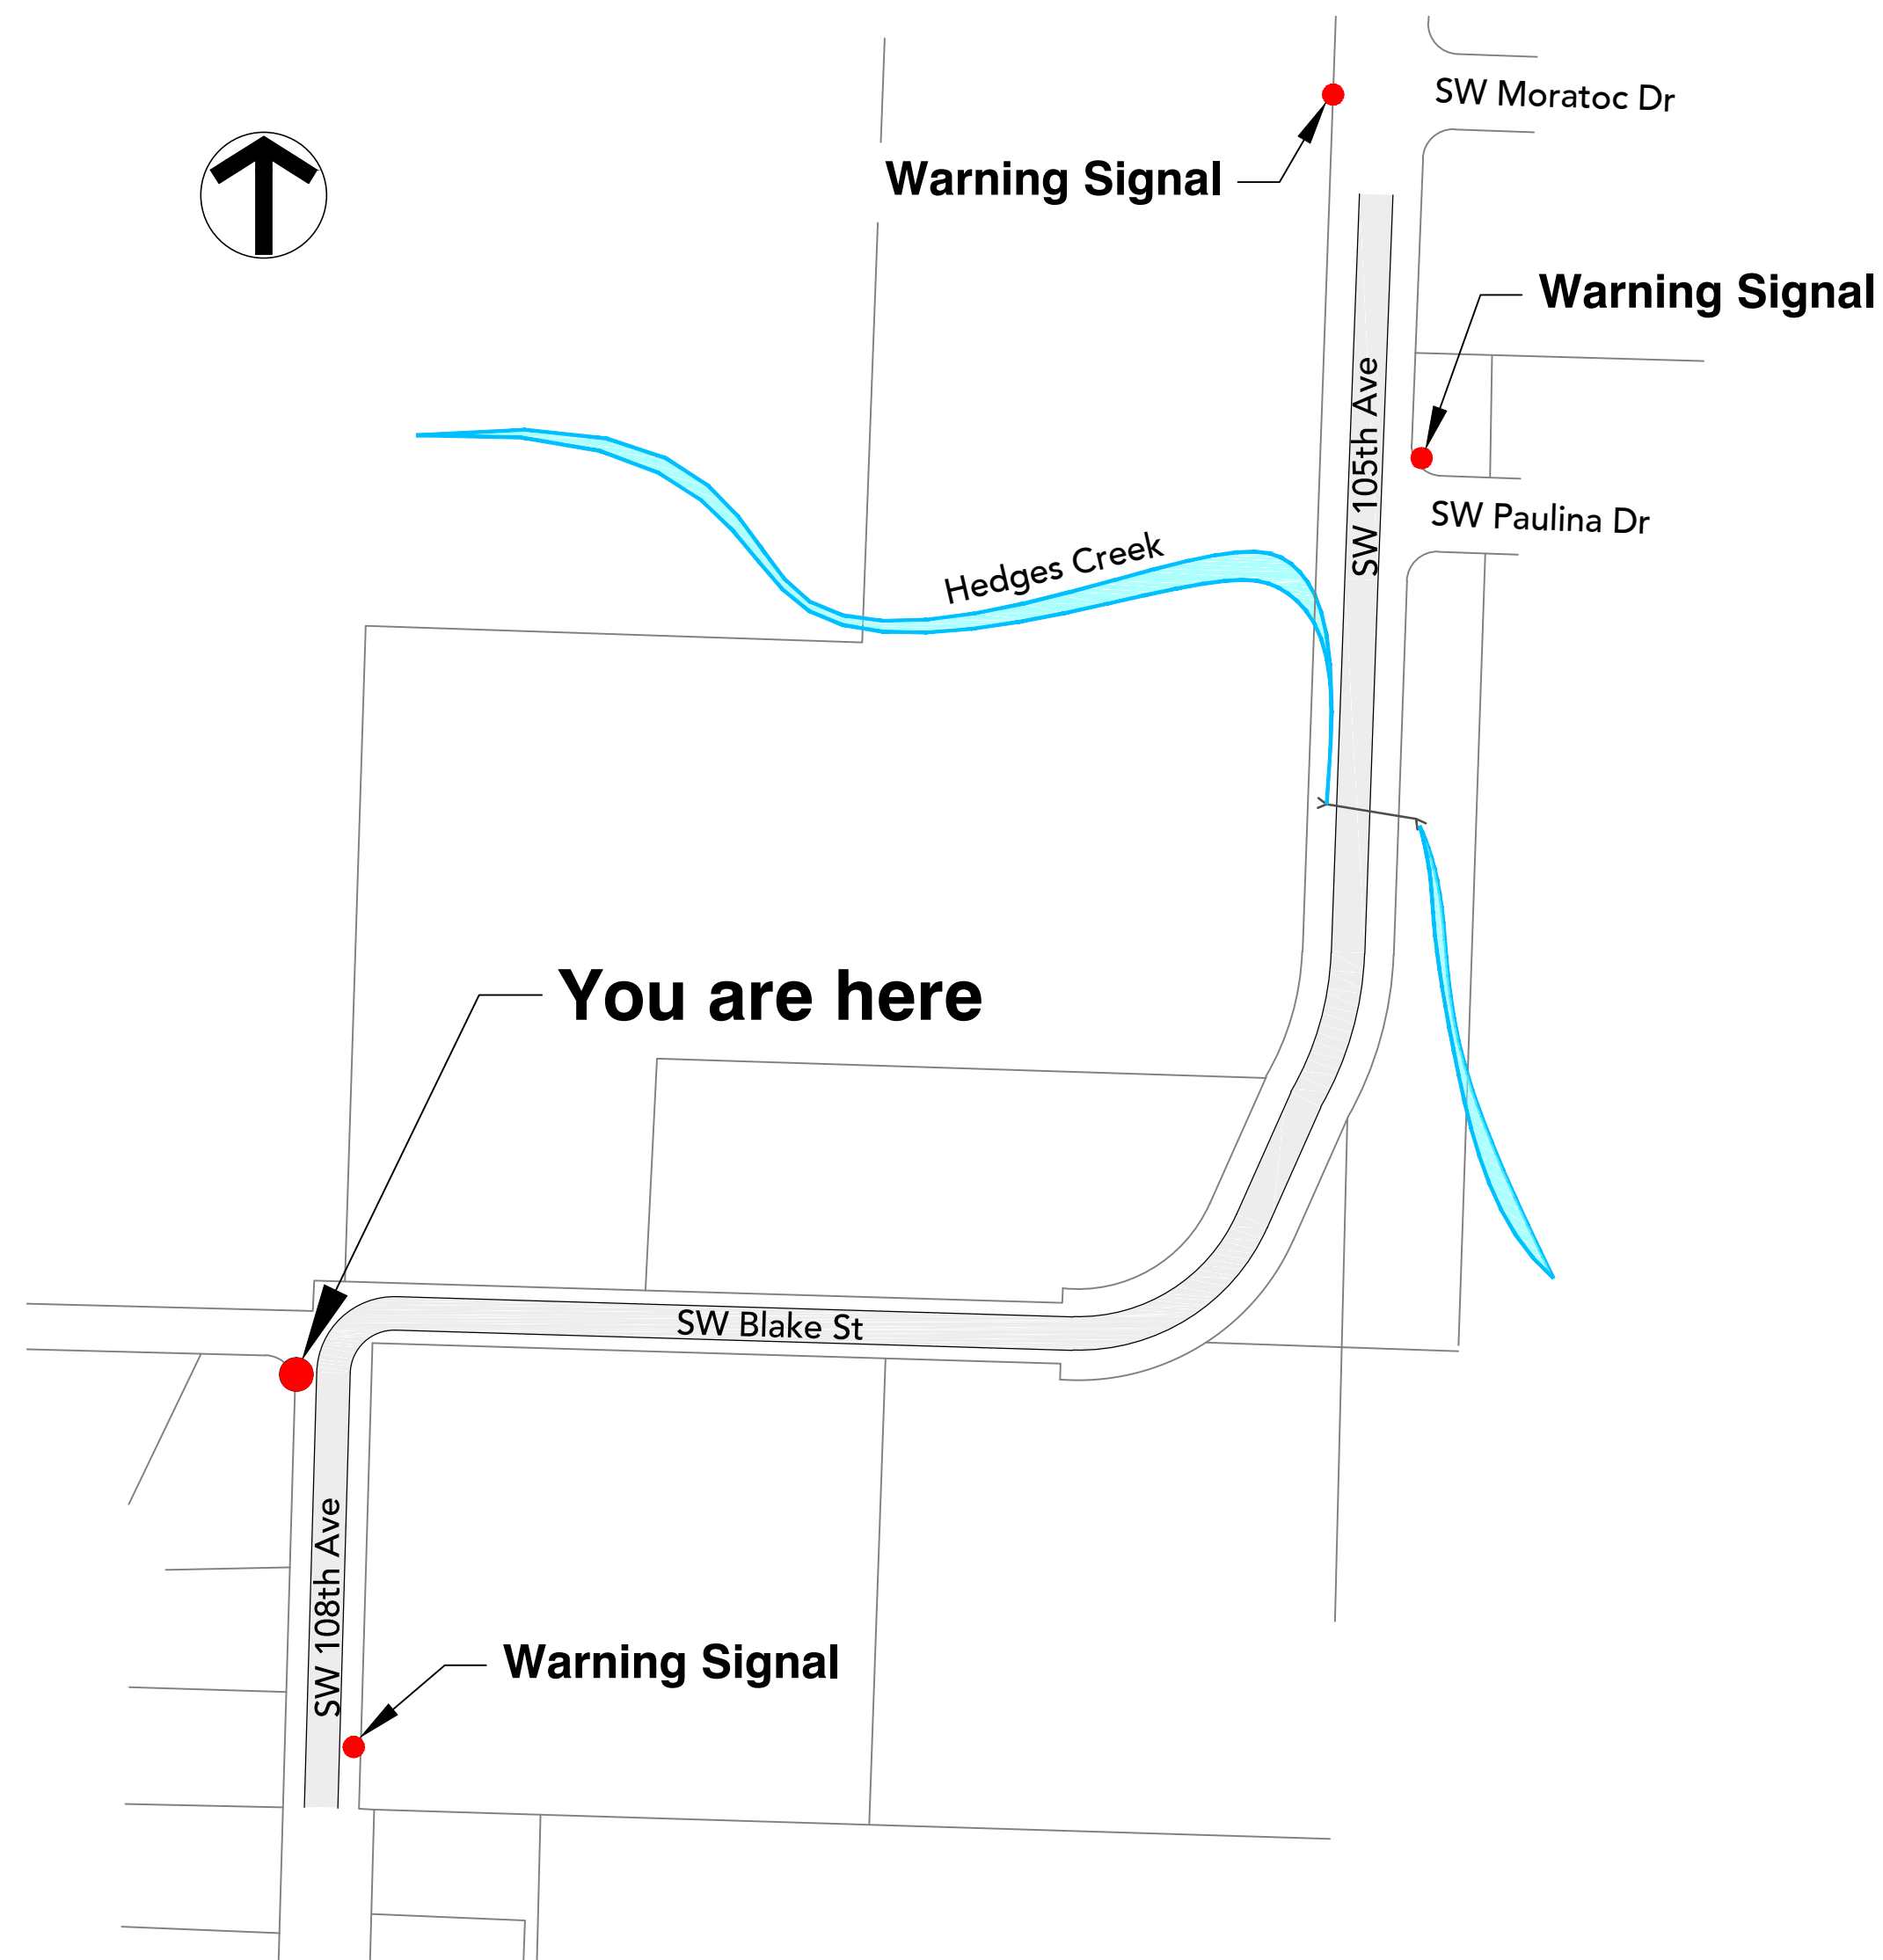 SW Moratoc Dr
Warning Signal
Warning Signal
SW 105th Ave
SW Paulina Dr
Hedges Creek
You are here
SW Blake St
SW 108th Ave
Warning Signal